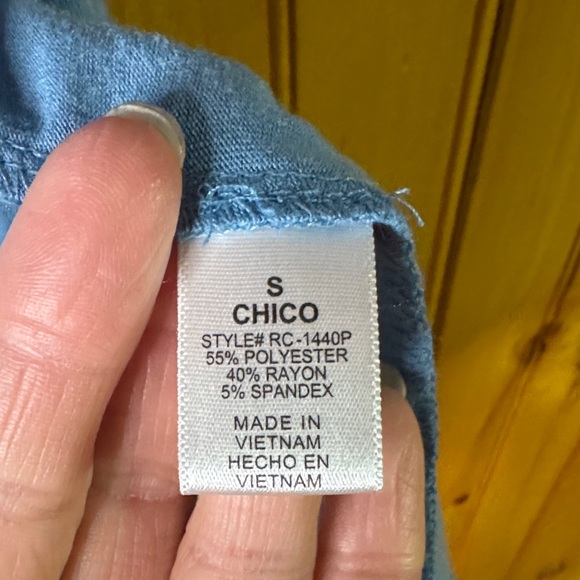 S
CHICO
STYLE# RC-1440P
55% POLYESTER
40% RAYON
5% SPANDEX
MADE IN
VIETNAM
HECHO EN
VIETNAM